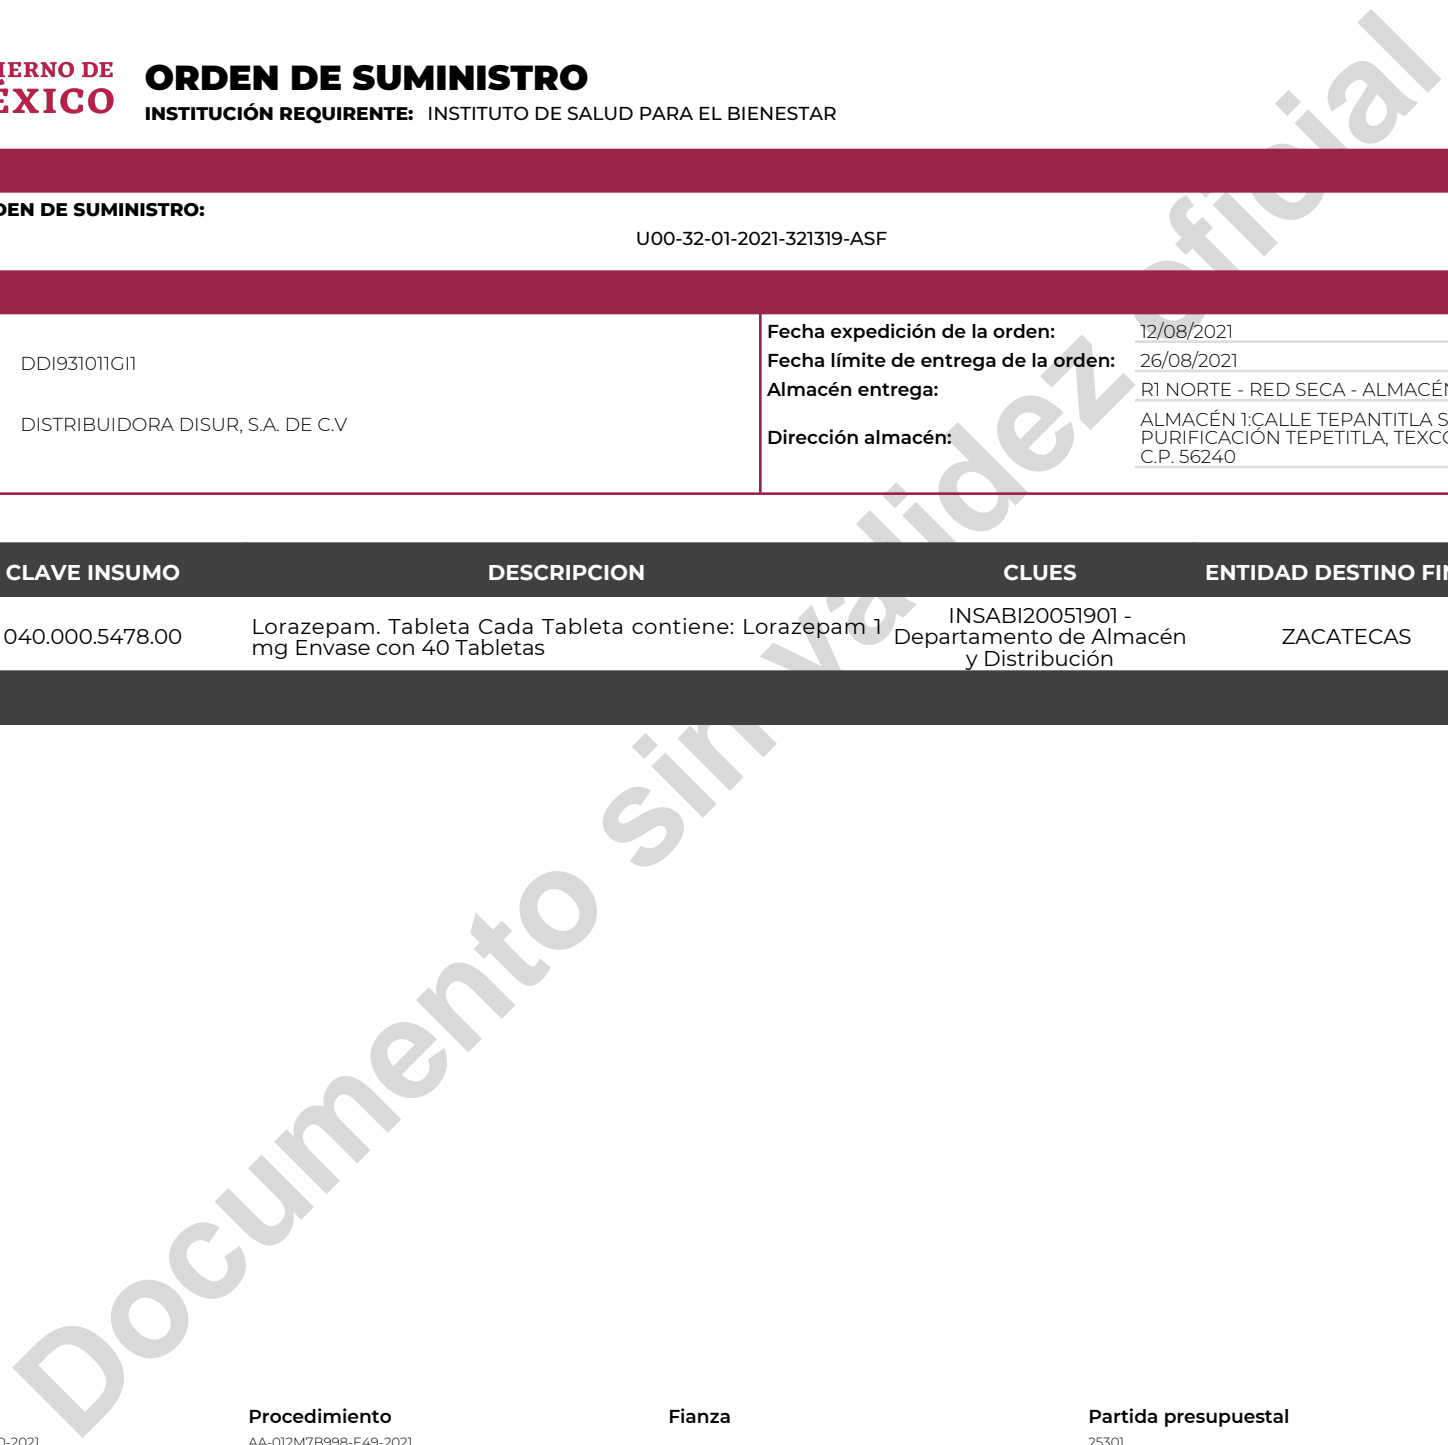 ORDEN DE SUMINISTRO
INSTITUCIÓN REQUIRENTE: INSTITUTO DE SALUD PARA EL BIENESTAR
DE SUMINISTRO:
U00-32-01-2021-321319-ASF
DDI931011GI1
DISTRIBUIDORA DISUR, S.A. DE C.V
Fecha expedición de la orden: 12/08/2021
Fecha límite de entrega de la orden: 26/08/2021
Almacén entrega: R1 NORTE - RED SECA - ALMACÉN
Dirección almacén: ALMACÉN 1:CALLE TEPANTITLA S
PURIFICACIÓN TEPETITLA, TEXCO
C.P. 56240
CLAVE INSUMO DESCRIPCION CLUES ENTIDAD DESTINO FIN
040.000.5478.00
Lorazepam. Tableta Cada Tableta contiene: Lorazepam 1
mg Envase con 40 Tabletas
INSABI20051901 -
Departamento de Almacén
y Distribución
ZACATECAS
Documento sin validez oficial
Procedimiento Fianza Partida presupuestal
AA-012M7B998-E49-2021
25301